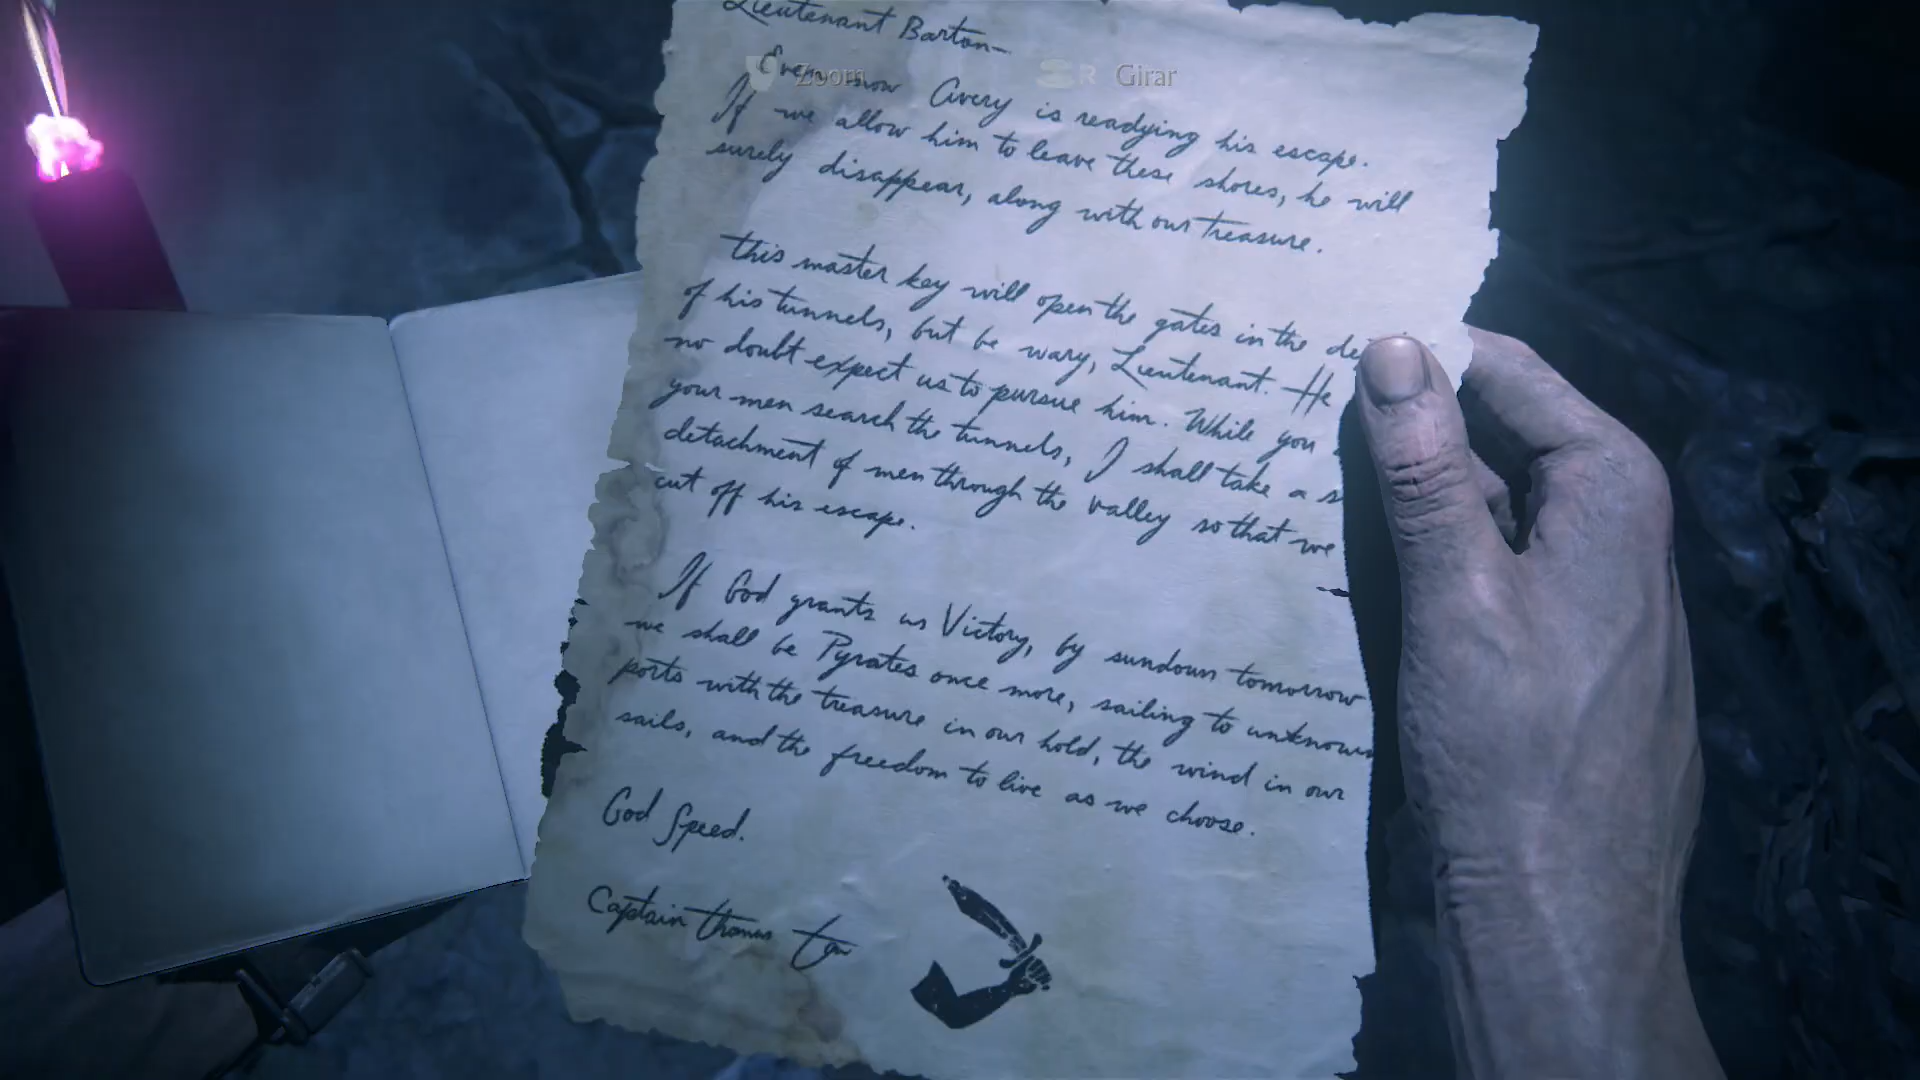 Lieutenant Barton-
Even now Avery is readying his escape.
Zoom R Girar
If we allow him to leave these shores, he will
surely disappear, along with our treasure.
This master key will open the gates in the de
of his tunnels, but be wary, Lieutenant. He
no doubt expect us to pursue him. While you
your men search the tunnels, I shall take a s
detachment of men through the valley so that we
cut off his escape.
If God grants us Victory, by sundown tomorrow
we shall be Pyrates once more, sailing to unknown
ports with the treasure in our hold, the wind in our
sails, and the freedom to live as we choose.
God Speed.
Captain Thomas Tew